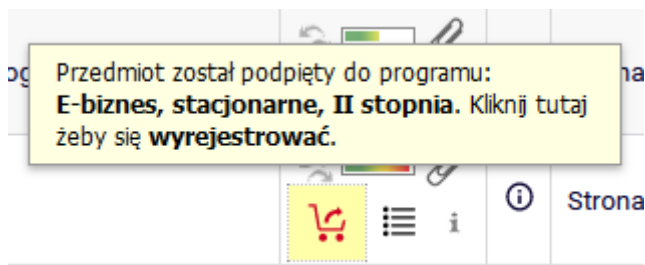 Przedmiot został podpięty do programu:
E-biznes, stacjonarne, II stopnia. Kliknij tutaj
żeby się wyrejestrować.
i
Strona